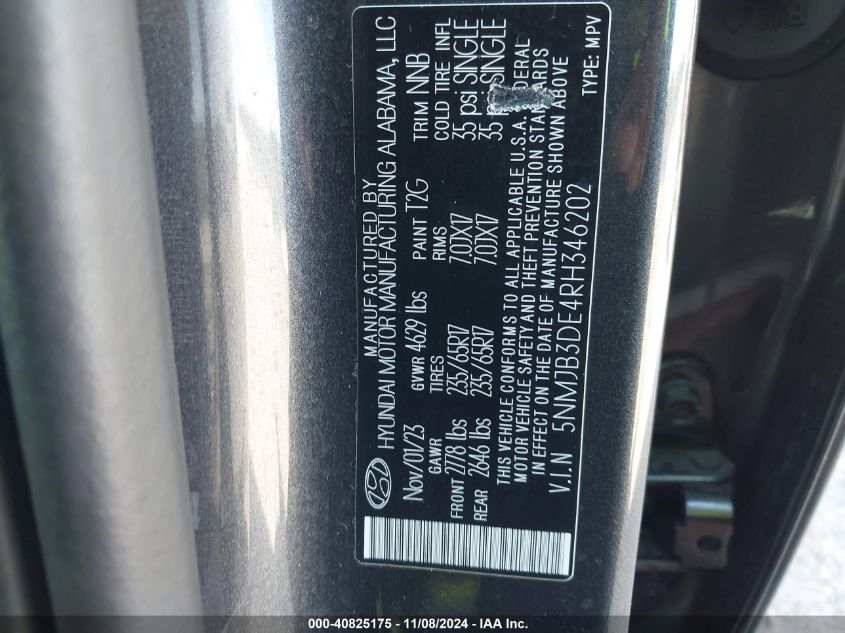 MANUFACTURED BY
HYUNDAI MOTOR MANUFACTURING ALABAMA, LLC
Nov/01/23 GVWR 4629 lbs PAINT T2G TRIM NNB
GAWR TIRES RIMS COLD TIRE INFL
FRONT 2778 lbs 235/65R17 7.0JX17 35 psi SINGLE
REAR 2646 lbs 235/65R17 7.0JX17 35 SINGLE
THIS VEHICLE CONFORMS TO ALL APPLICABLE U.S.A.
MOTOR VEHICLE SAFETY AND THEFT PREVENTION STANDARDS
IN EFFECT ON THE DATE OF MANUFACTURE SHOWN ABOVE
V.I.N 5NMJB3DE4RH346202 TYPE: MPV
000-40825175 - 11/08/2024 - IAA Inc.